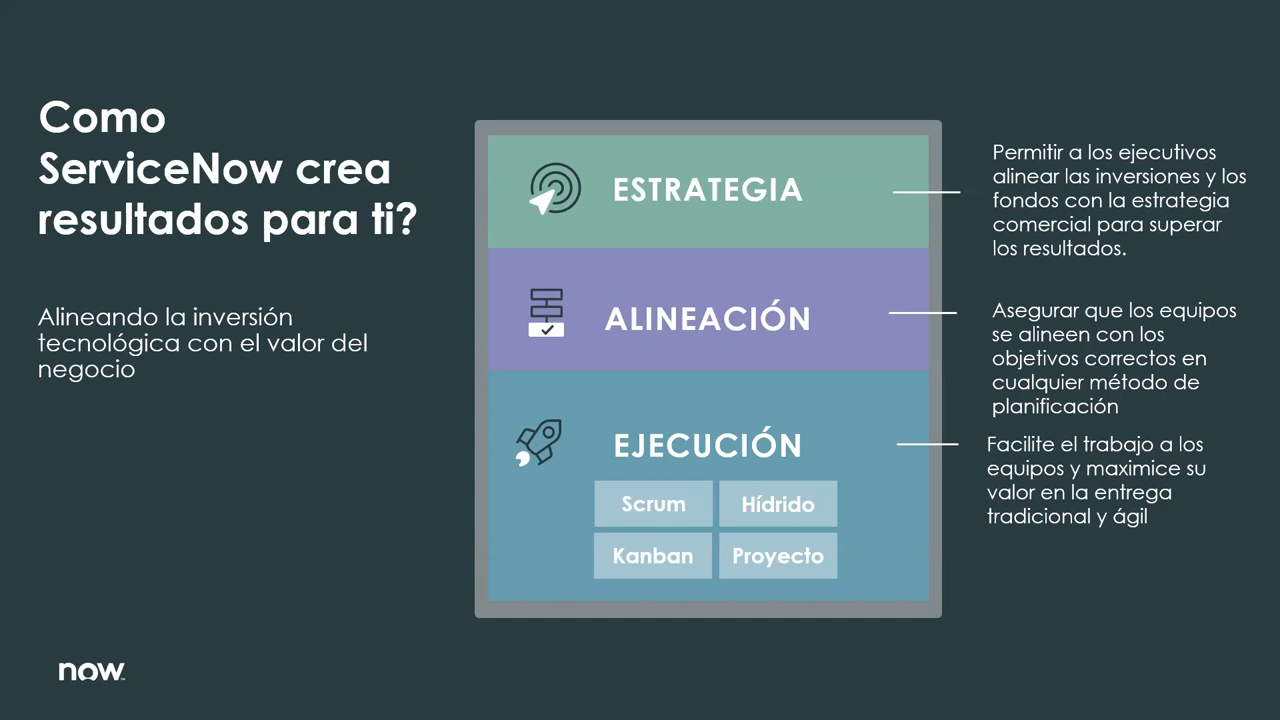 Como
ServiceNow crea
resultados para ti?
Alineando la inversión
tecnológica con el valor del
negocio
ESTRATEGIA
Permitir a los ejecutivos
alinear las inversiones y los
fondos con la estrategia
comercial para superar
los resultados.
ALINEACIÓN
Asegurar que los equipos
se alineen con los
objetivos correctos en
cualquier método de
planificación
EJECUCIÓN
Scrum
Hídrido
Kanban
Proyecto
Facilite el trabajo a los
equipos y maximice su
valor en la entrega
tradicional y ágil
now